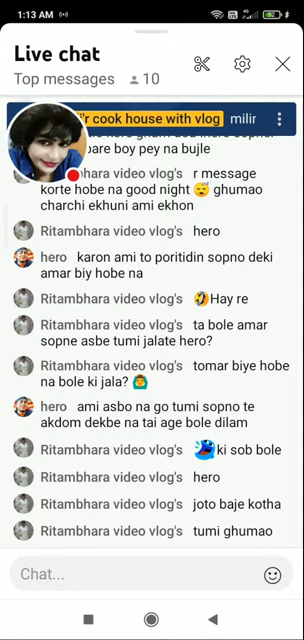 1:13 AM
Live chat
Top messages 10
cook house with vlog milir
pare boy pey na bujle
hara video vlog's r message
korte hobe na good night 😴 ghumao
charchi ekhuni ami ekhon
Ritambhara video vlog's hero
hero karon ami to poritidin sopno deki
amar biy hobe na
Ritambhara video vlog's 🤣Hay re
Ritambhara video vlog's ta bole amar
sopne asbe tumi jalate hero?
Ritambhara video vlog's tomar biye hobe
na bole ki jala? 🤷‍♂️
hero ami asbo na go tumi sopno te
akdom dekbe na tai age bole dilam
Ritambhara video vlog's 🤣ki sob bole
Ritambhara video vlog's hero
Ritambhara video vlog's joto baje kotha
Ritambhara video vlog's tumi ghumao
Chat...